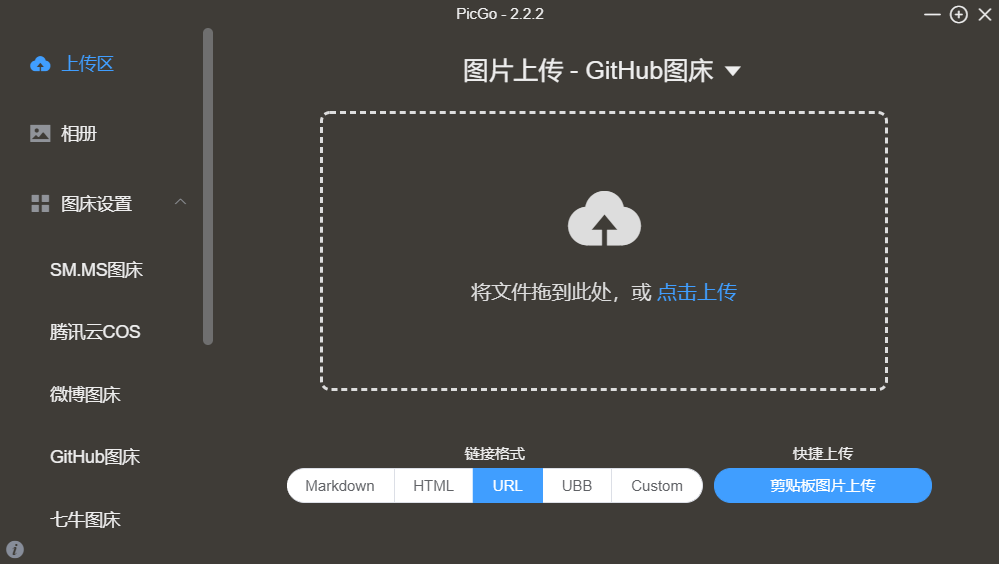 PicGo - 2.2.2
上传区
相册
图床设置
SM.MS图床
腾讯云COS
微博图床
GitHub图床
七牛图床
图片上传 - GitHub图床
将文件拖到此处，或 点击上传
链接格式
Markdown HTML URL UBB Custom
快捷上传
剪贴板图片上传